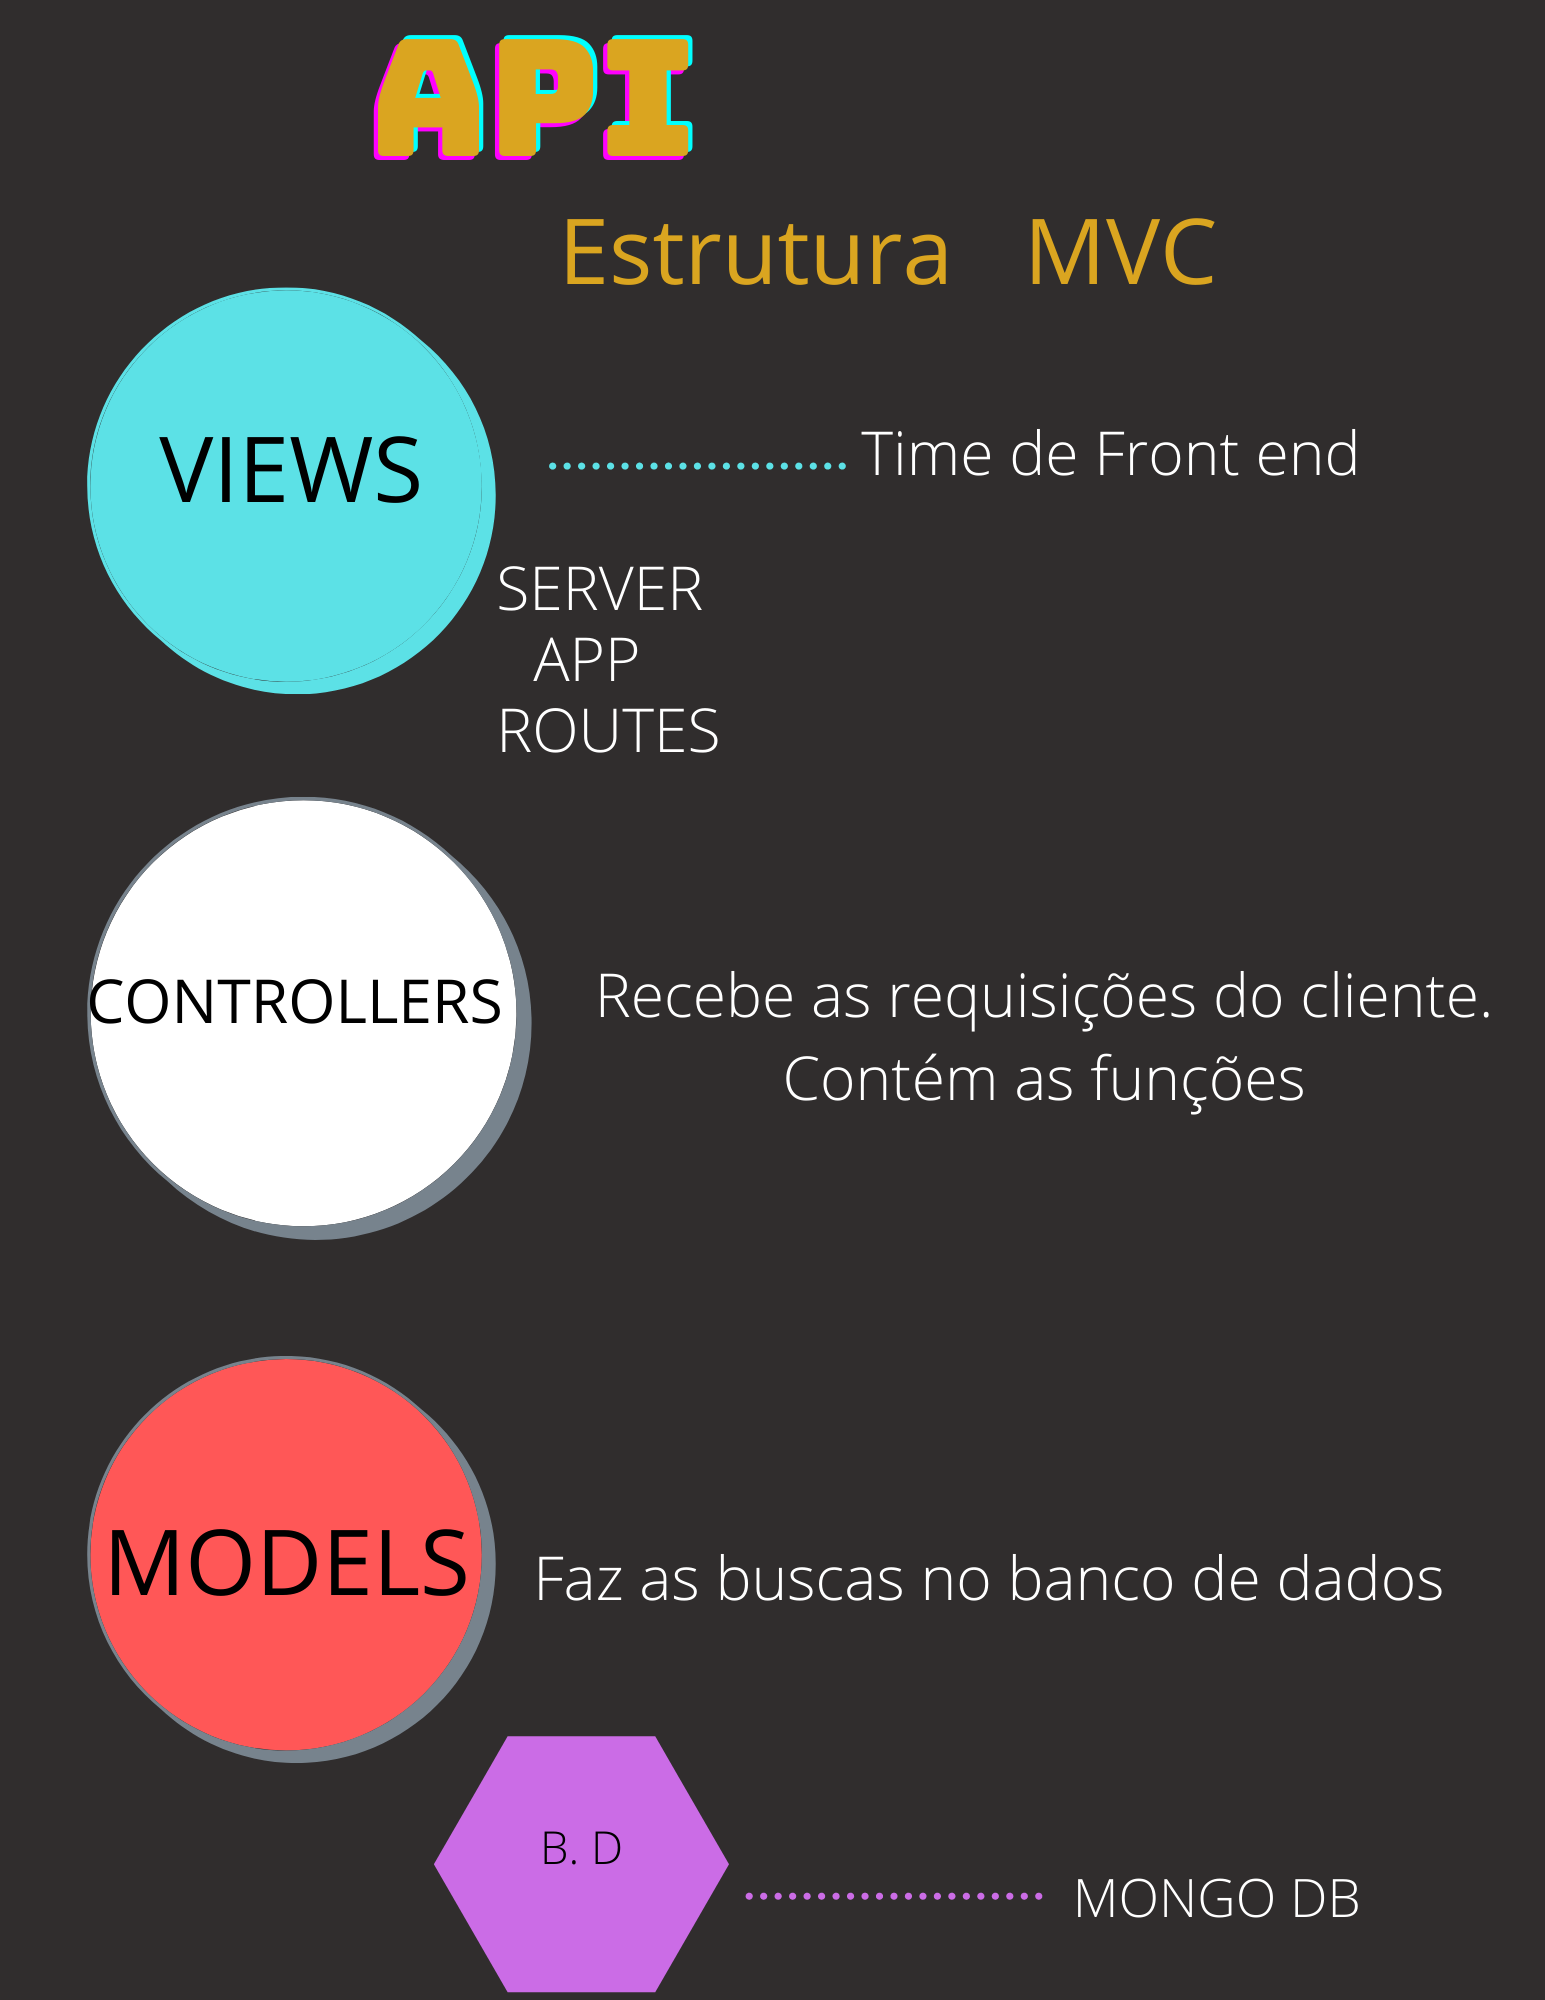 API
Estrutura MVC
VIEWS
Time de Front end
SERVER
APP
ROUTES
CONTROLLERS
Recebe as requisições do cliente.
Contém as funções
MODELS
Faz as buscas no banco de dados
B. D
MONGO DB